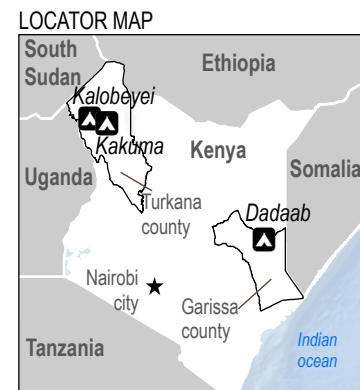 LOCATOR MAP
South
Sudan
Ethiopia
Kalobeyei
Kakuma
Kenya
Somalia
Uganda
Turkana
county
Dadaab
Nairobi
city
Garissa
county
Tanzania
Indian
ocean